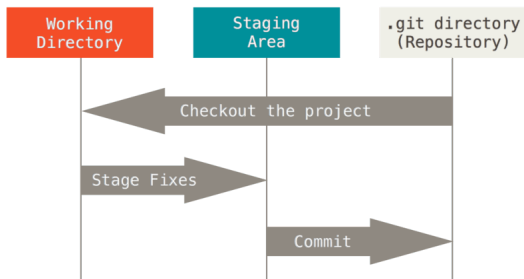 Working
Directory
Staging
Area
.git directory
(Repository)
Checkout the project
Stage Fixes
Commit